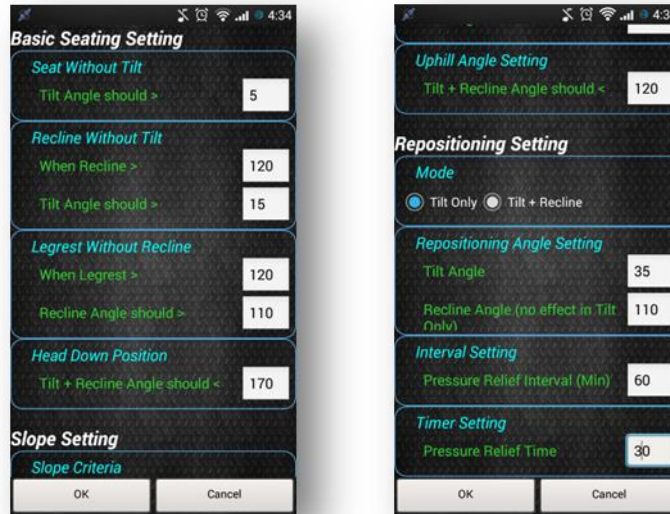 4:34
Basic Seating Setting
Seat Without Tilt
Tilt Angle should > 5
Recline Without Tilt
When Recline > 120
Tilt Angle should > 15
Legrest Without Recline
When Legrest > 120
Recline Angle should > 110
Head Down Position
Tilt + Recline Angle should < 170
Slope Setting
Slope Criteria
OK Cancel
Uphill Angle Setting
Tilt + Recline Angle should < 120
Repositioning Setting
Mode
Tilt Only Tilt + Recline
Repositioning Angle Setting
Tilt Angle 35
Recline Angle (no effect in Tilt 110
Only)
Interval Setting
Pressure Relief Interval (Min) 60
Timer Setting
Pressure Relief Time 30
OK Cancel